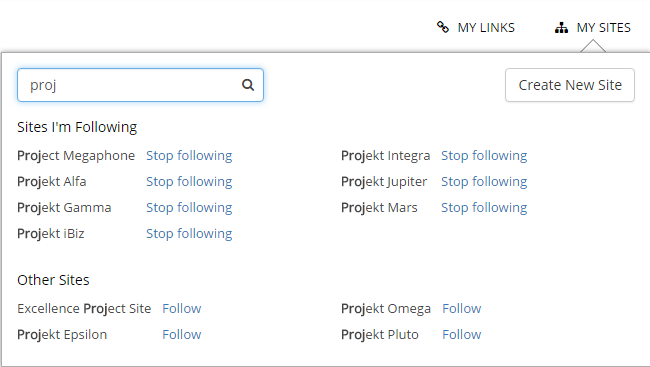 MY LINKS MY SITES
proj Create New Site
Sites I'm Following
Project Megaphone Stop following Projekt Integra Stop following
Projekt Alfa Stop following Projekt Jupiter Stop following
Projekt Gamma Stop following Projekt Mars Stop following
Projekt iBiz Stop following
Other Sites
Excellence Project Site Follow Projekt Omega Follow
Projekt Epsilon Follow Projekt Pluto Follow